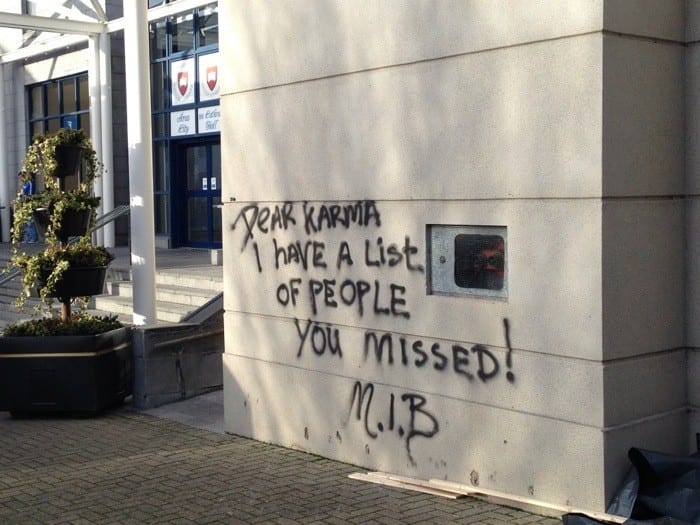 Dear KARMA
I hAVE A List
OF PEOPLE
YOU MISSED!
M.I.B